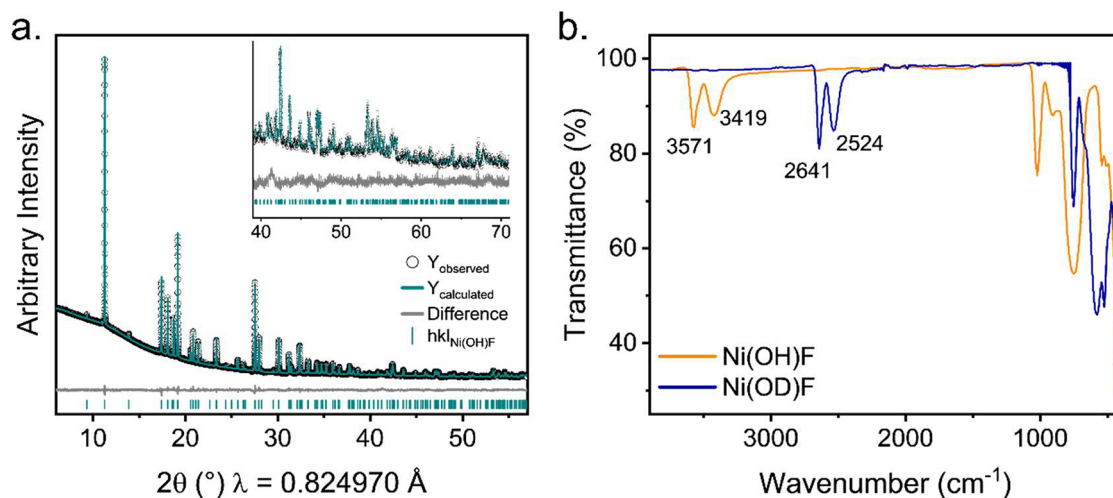 a.
Arbitrary Intensity
40 50 60 70
Y_observed
Y_calculated
Difference
hkl_Ni(OH)F
10 20 30 40 50
2θ (°) λ = 0.824970 Å
b.
Transmittance (%)
100
80
60
40
3571
3419
2641
2524
Ni(OH)F
Ni(OD)F
3000 2000 1000
Wavenumber (cm⁻¹)